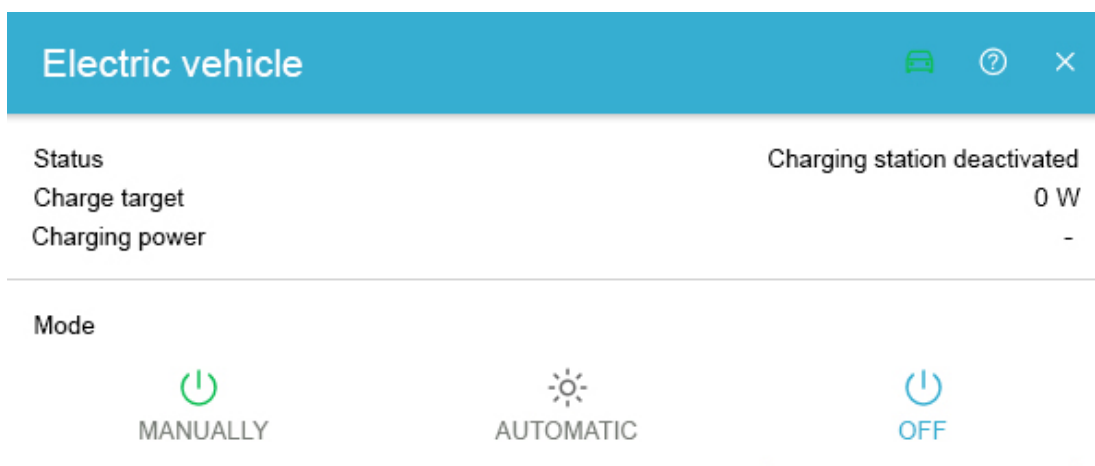 Electric vehicle
Status Charging station deactivated
Charge target 0 W
Charging power -
Mode
MANUALLY AUTOMATIC OFF